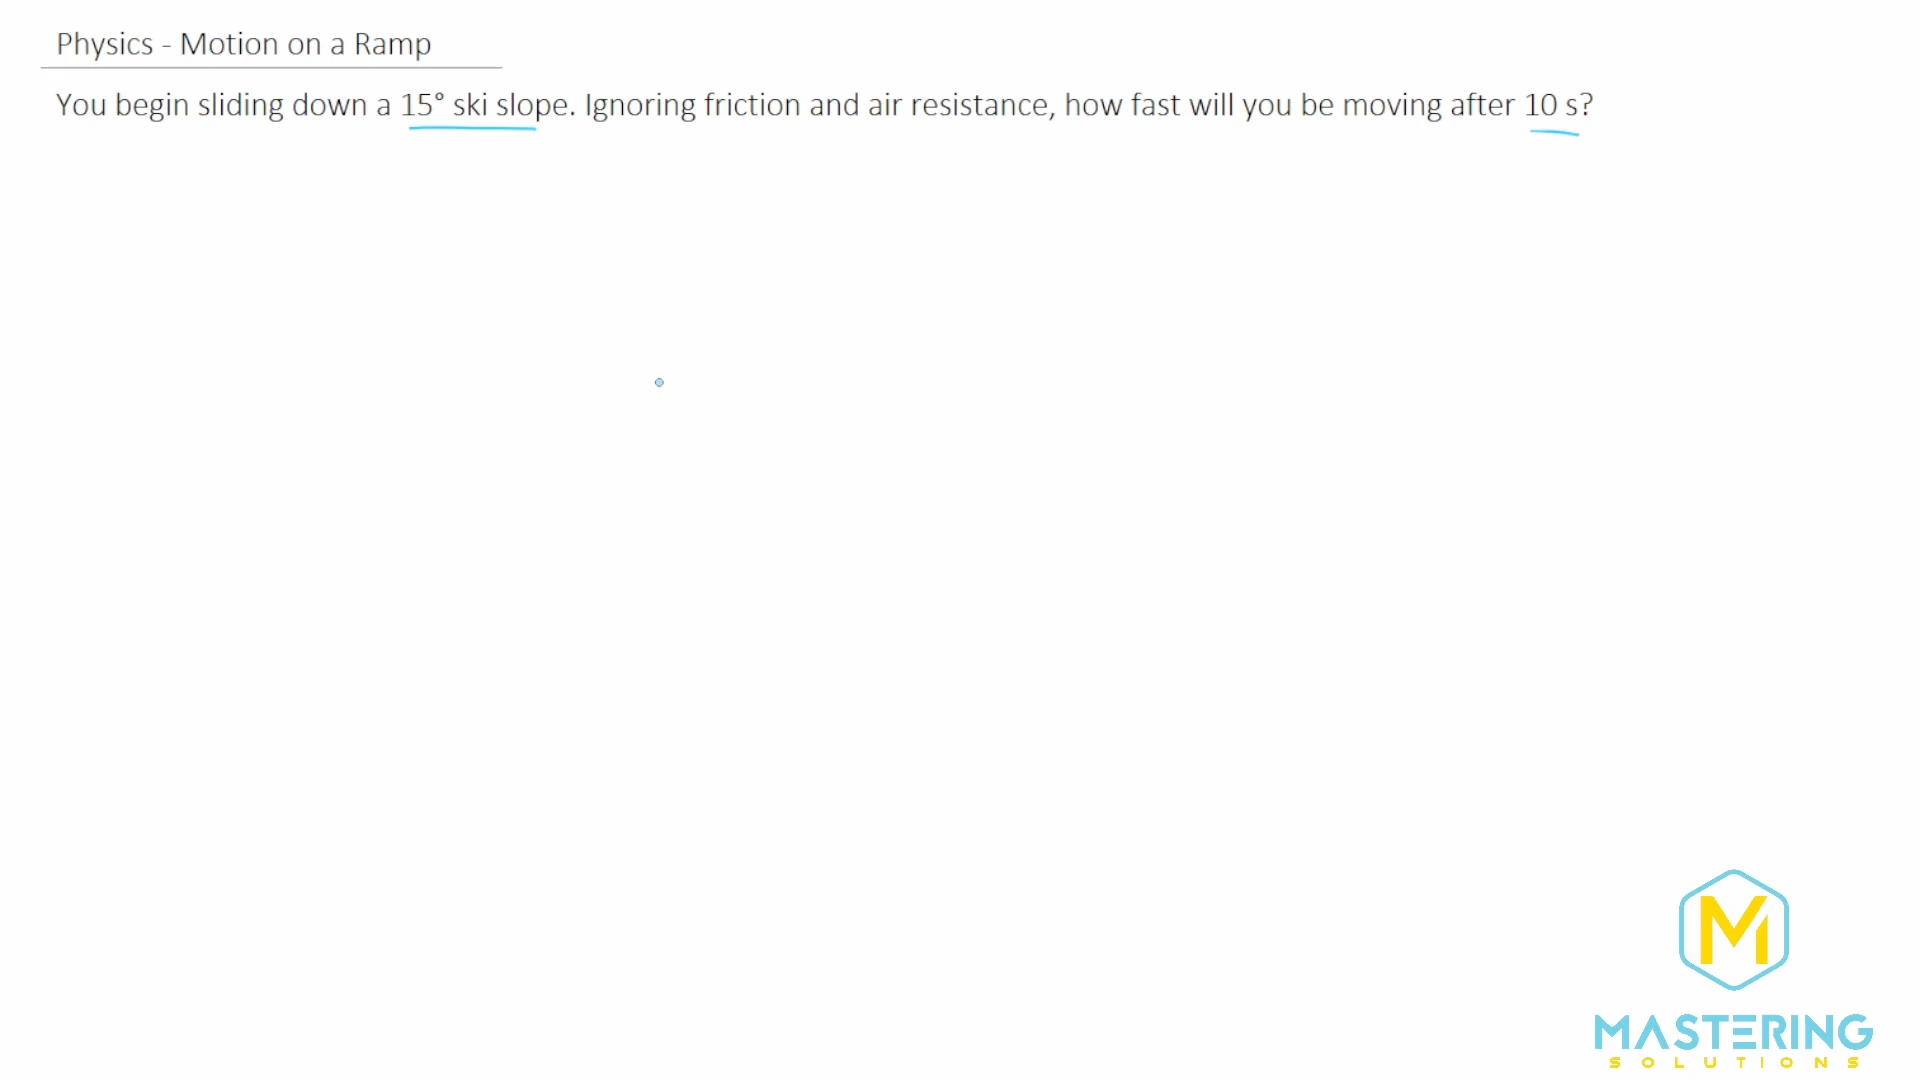 Physics - Motion on a Ramp
You begin sliding down a 15° ski slope. Ignoring friction and air resistance, how fast will you be moving after 10 s?
M
MASTERING
SOLUTIONS